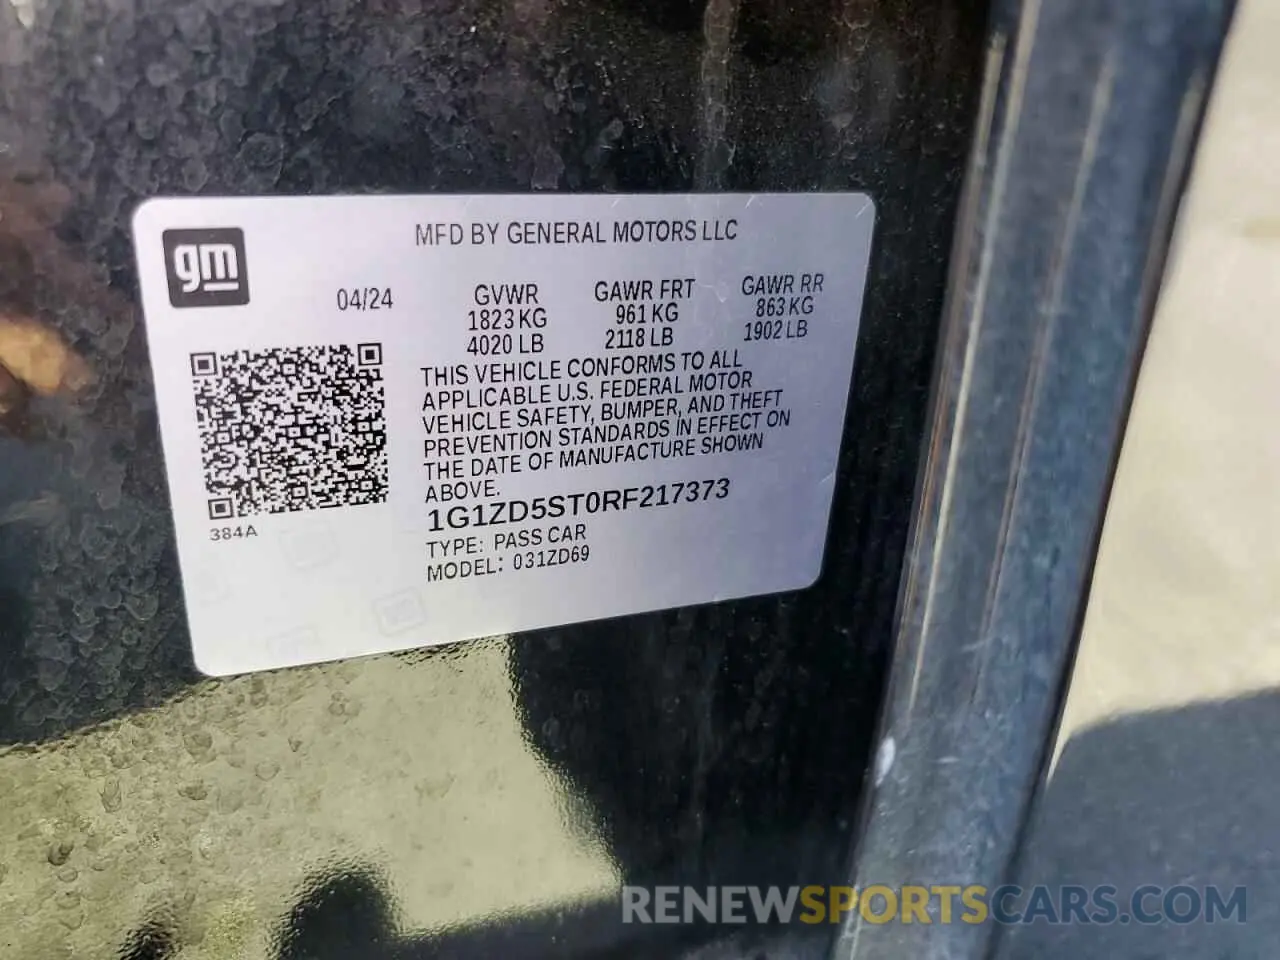 gm
MFD BY GENERAL MOTORS LLC
04/24
GVWR
1823 KG
4020 LB
GAWR FRT
961 KG
2118 LB
GAWR RR
863 KG
1902 LB
THIS VEHICLE CONFORMS TO ALL
APPLICABLE U.S. FEDERAL MOTOR
VEHICLE SAFETY, BUMPER, AND THEFT
PREVENTION STANDARDS IN EFFECT ON
THE DATE OF MANUFACTURE SHOWN
ABOVE.
384A
1G1ZD5ST0RF217373
TYPE: PASS CAR
MODEL: 031ZD69
RENEWSPORTSCARS.COM